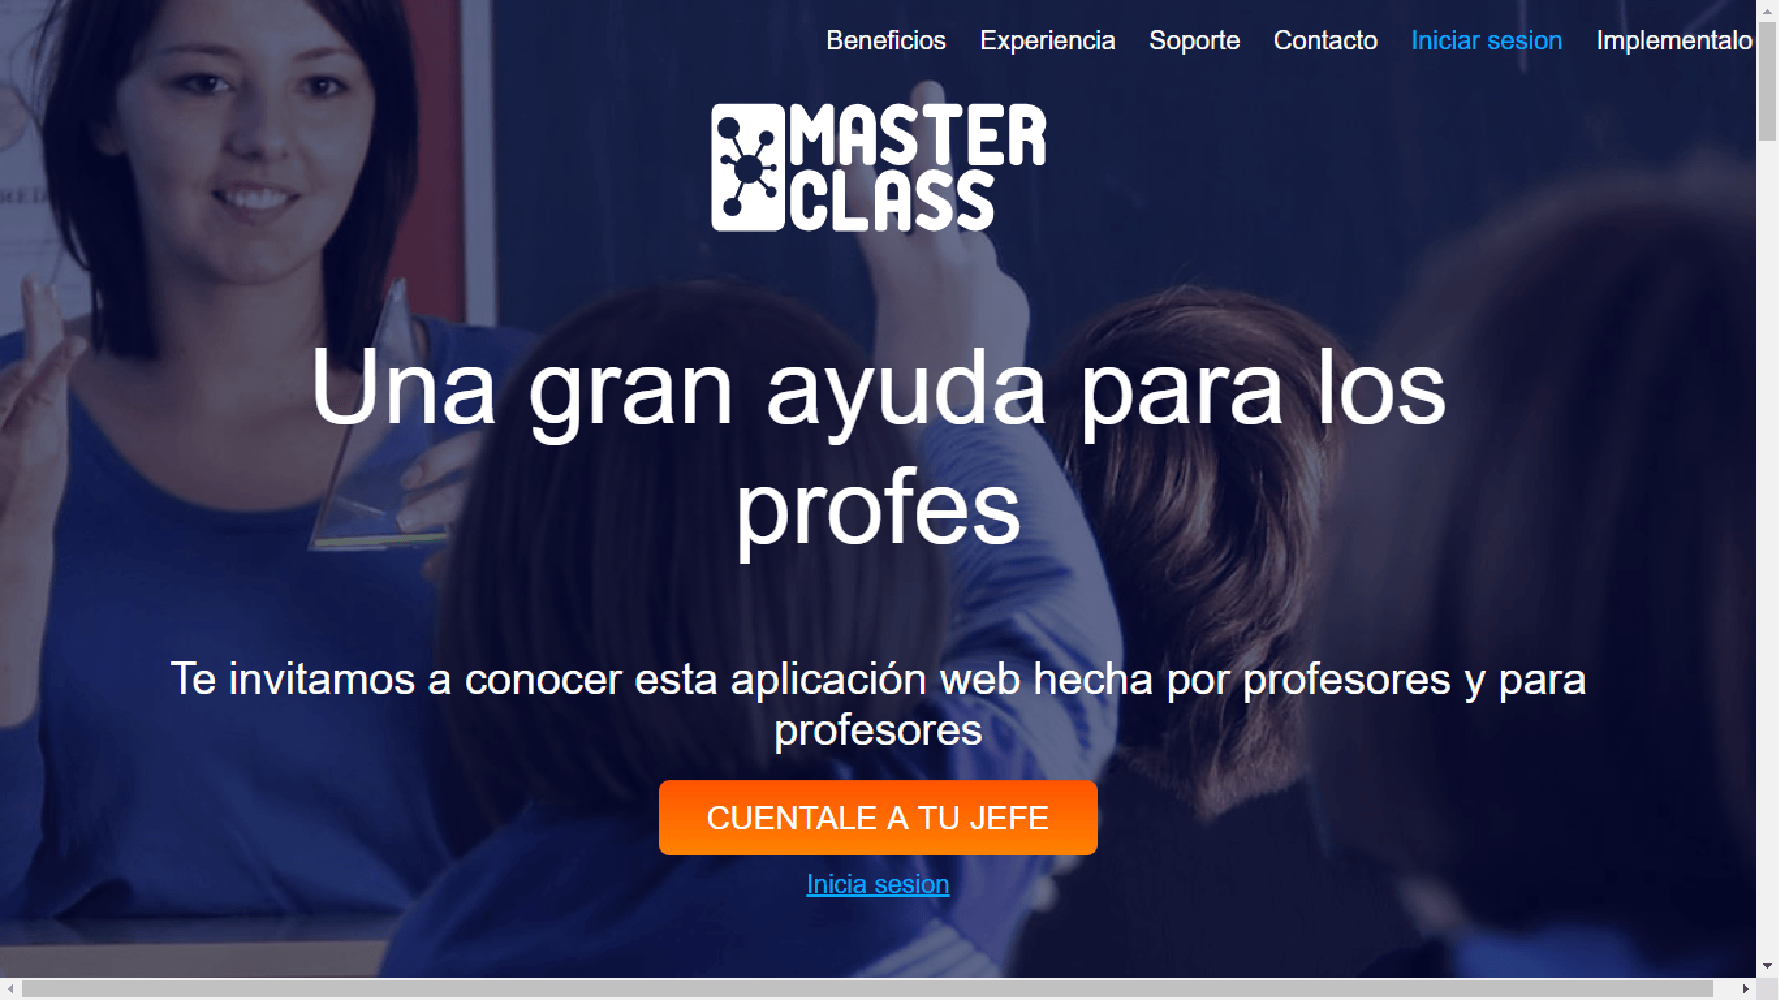 Beneficios Experiencia Soporte Contacto Iniciar sesion Implementalo
MASTER
CLASS
Una gran ayuda para los
profes
Te invitamos a conocer esta aplicación web hecha por profesores y para
profesores
CUENTALE A TU JEFE
Inicia sesion